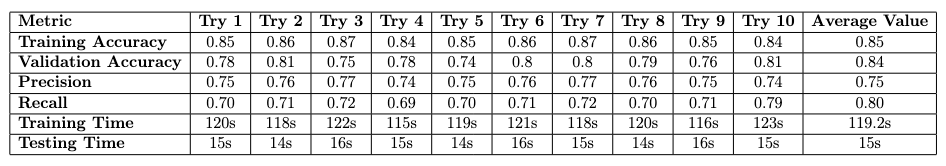 Metric Try 1 Try 2 Try 3 Try 4 Try 5 Try 6 Try 7 Try 8 Try 9 Try 10 Average Value
Training Accuracy 0.85 0.86 0.87 0.84 0.85 0.86 0.87 0.86 0.85 0.84 0.85
Validation Accuracy 0.78 0.81 0.75 0.78 0.74 0.8 0.8 0.79 0.76 0.81 0.84
Precision 0.75 0.76 0.77 0.74 0.75 0.76 0.77 0.76 0.75 0.74 0.75
Recall 0.70 0.71 0.72 0.69 0.70 0.71 0.72 0.70 0.71 0.79 0.80
Training Time 120s 118s 122s 115s 119s 121s 118s 120s 116s 123s 119.2s
Testing Time 15s 14s 16s 15s 14s 16s 15s 14s 16s 15s 15s